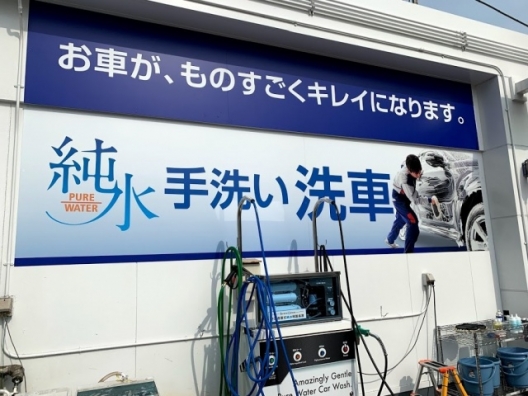 お車が、ものすごくキレイになります。
純水
PURE
WATER
手洗い洗車
Amazingly Gentle
Pure Water Car Wash.